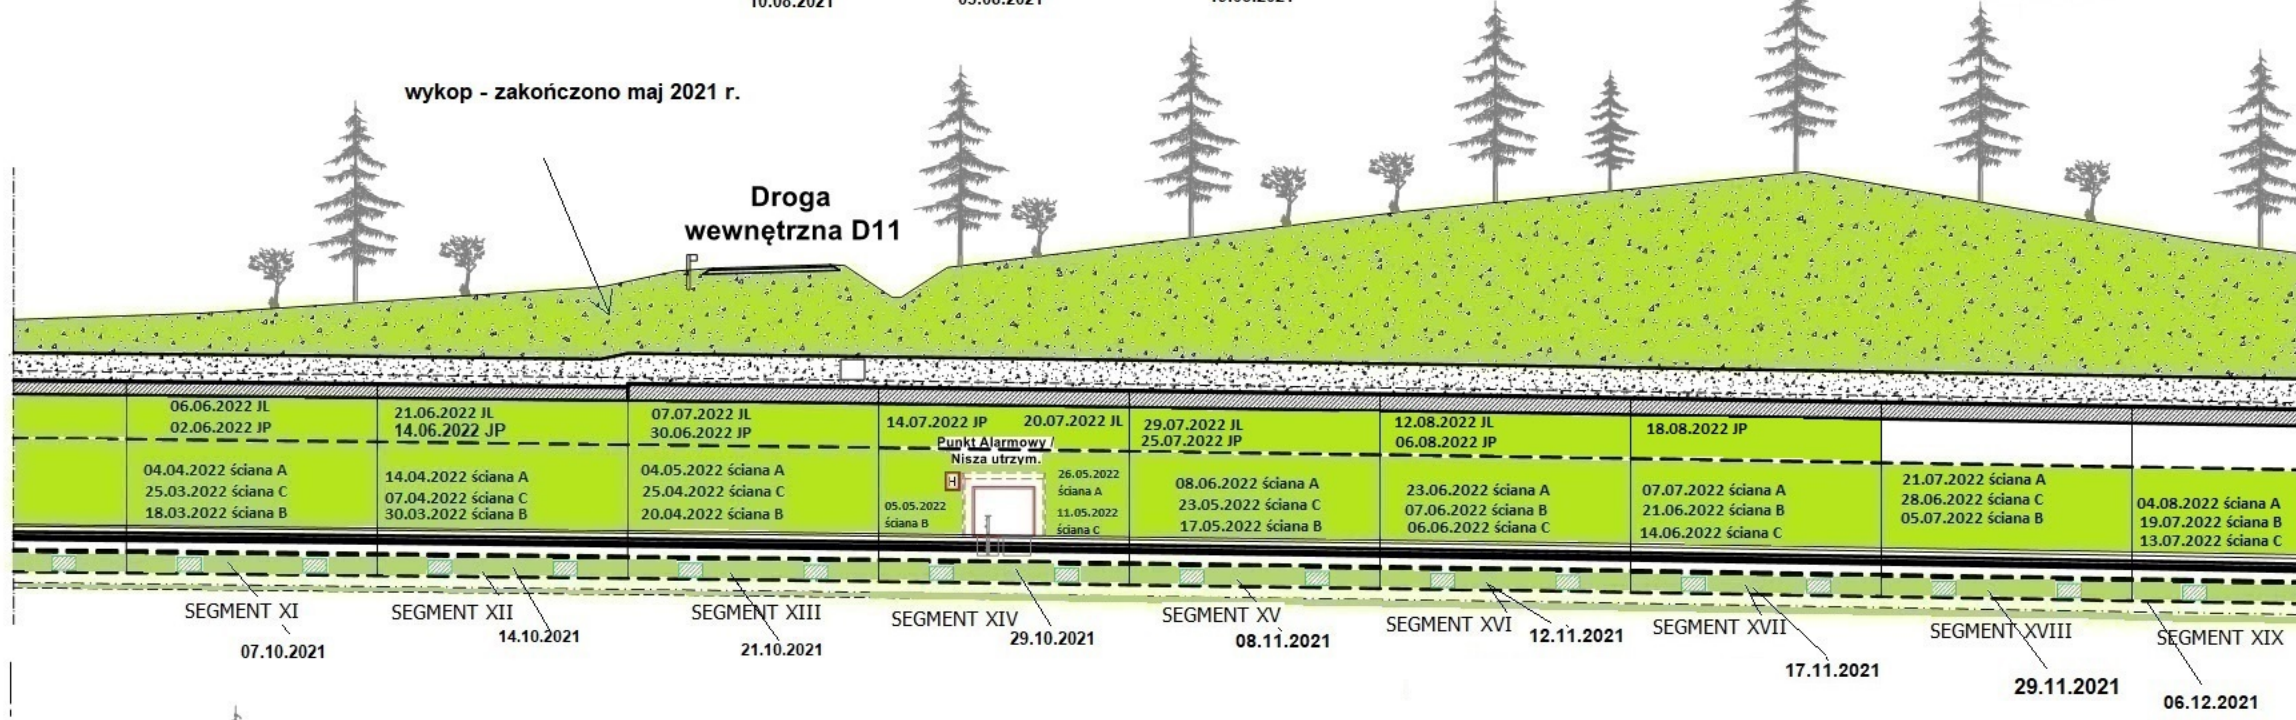 10.08.2021
wykop - zakończono maj 2021 r.
Droga
wewnętrzna D11
06.06.2022 JL
02.06.2022 JP
04.04.2022 ściana A
25.03.2022 ściana C
18.03.2022 ściana B
21.06.2022 JL
14.06.2022 JP
14.04.2022 ściana A
07.04.2022 ściana C
30.03.2022 ściana B
07.07.2022 JL
30.06.2022 JP
04.05.2022 ściana A
25.04.2022 ściana C
20.04.2022 ściana B
14.07.2022 JP
20.07.2022 JL
Punkt Alarmowy /
Nisza utrzym.
H
05.05.2022
ściana B
26.05.2022
ściana A
11.05.2022
ściana C
29.07.2022 JL
25.07.2022 JP
08.06.2022 ściana A
23.05.2022 ściana C
17.05.2022 ściana B
12.08.2022 JL
06.08.2022 JP
23.06.2022 ściana A
07.06.2022 ściana B
06.06.2022 ściana C
18.08.2022 JP
07.07.2022 ściana A
21.06.2022 ściana B
14.06.2022 ściana C
21.07.2022 ściana A
28.06.2022 ściana C
05.07.2022 ściana B
04.08.2022 ściana A
19.07.2022 ściana B
13.07.2022 ściana C
SEGMENT XI
07.10.2021
SEGMENT XII
14.10.2021
SEGMENT XIII
21.10.2021
SEGMENT XIV
29.10.2021
SEGMENT XV
08.11.2021
SEGMENT XVI
12.11.2021
SEGMENT XVII
17.11.2021
SEGMENT XVIII
29.11.2021
SEGMENT XIX
06.12.2021